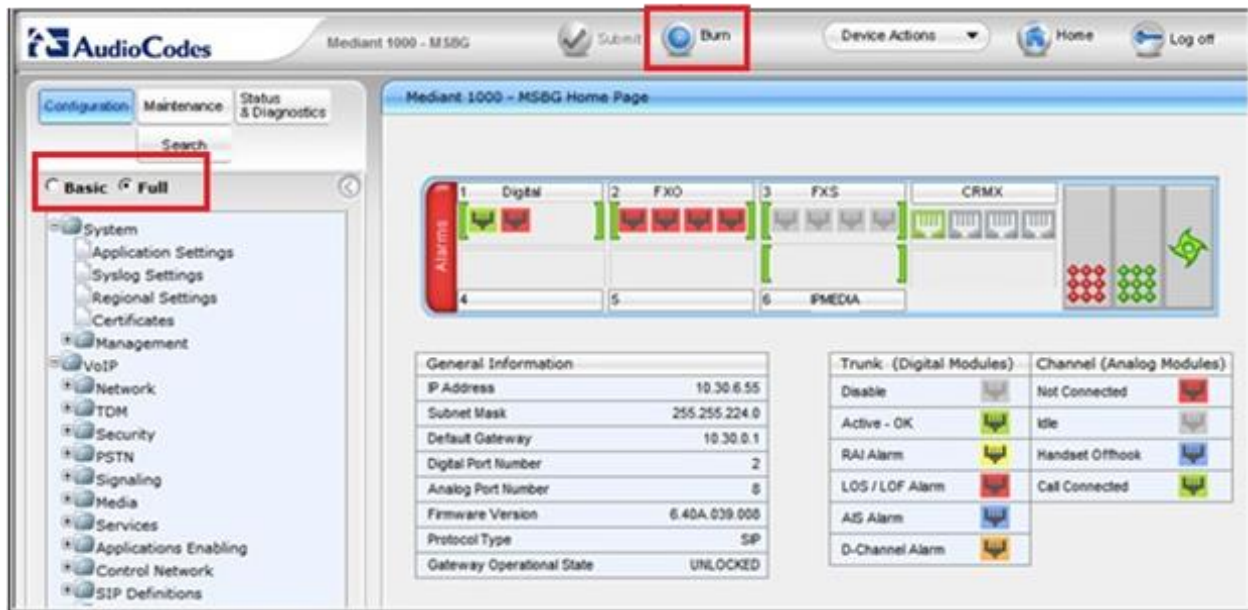 AudioCodes
Mediant 1000 - MSBG
Submit
Burn
Device Actions
Home
Log off
Configuration
Maintenance
Status & Diagnostics
Search
Basic
Full
System
Application Settings
Syslog Settings
Regional Settings
Certificates
Management
VoIP
Network
TDM
Security
PSTN
Signaling
Media
Services
Applications Enabling
Control Network
SIP Definitions
Mediant 1000 - MSBG Home Page
Alarms
1 Digital
2 FXO
3 FXS
CRMX
4
5
6 IPMEDIA
General Information
IP Address 10.30.6.55
Subnet Mask 255.255.224.0
Default Gateway 10.30.0.1
Digital Port Number 2
Analog Port Number 8
Firmware Version 6.40A.039.008
Protocol Type SIP
Gateway Operational State UNLOCKED
Trunk (Digital Modules) Channel (Analog Modules)
Disable Not Connected
Active - OK Idle
RAI Alarm Handset Offhook
LOS / LOF Alarm Call Connected
AIS Alarm
D-Channel Alarm